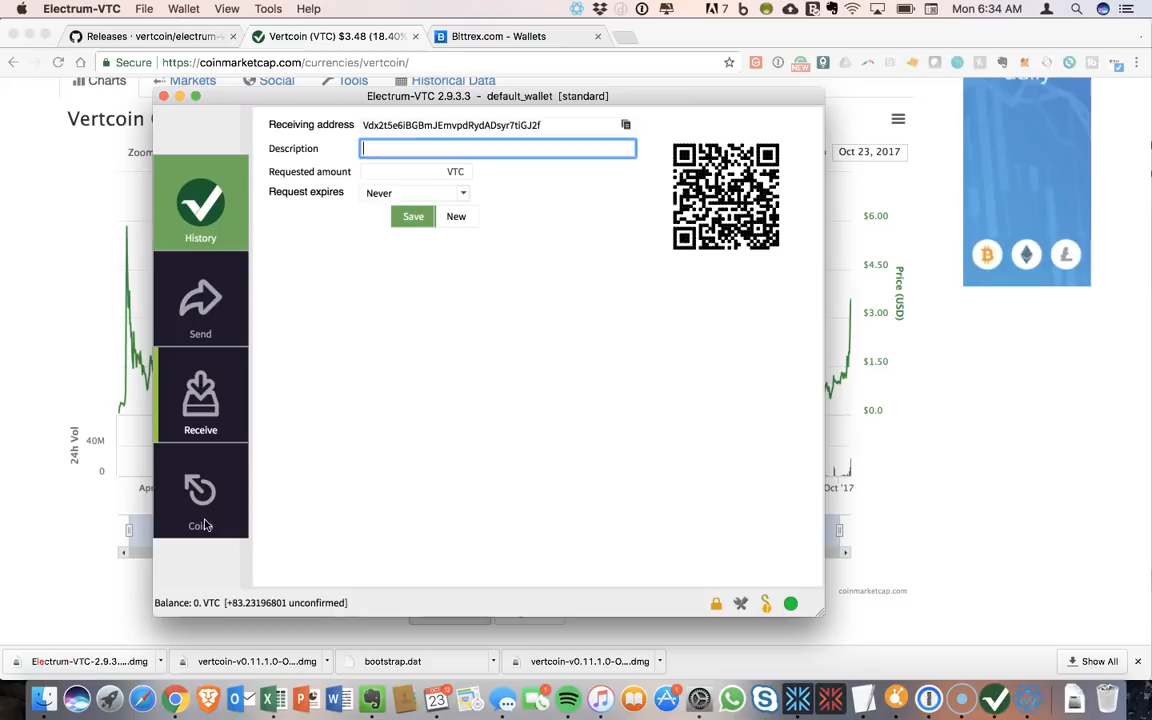 Electrum-VTC File Wallet View Tools Help
7
Mon 6:34 AM
Releases · vertcoin/electrum-v
Vertcoin (VTC) $3.48 (18.40%
Bittrex.com - Wallets
Secure https://coinmarketcap.com/currencies/vertcoin/
NEW
Charts Markets Social Tools Historical Data
Electrum-VTC 2.9.3.3 - default_wallet [standard]
Vertcoin
Zoom
Oct 23, 2017
Receiving address Vdx2t5e6iBGBmJEmvpdRydADsyr7tiGJ2f
Description
Requested amount VTC
Request expires Never
Save New
History
Send
Receive
$6.00
$4.50
$3.00
$1.50
$0.0
Price (USD)
24h Vol
40M
0
Oct '17
coinmarketcap.com
Balance: 0. VTC [+83.23196801 unconfirmed]
Electrum-VTC-2.9.3....dmg
vertcoin-v0.11.1.0-O....dmg
bootstrap.dat
vertcoin-v0.11.1.0-O....dmg
Show All
23